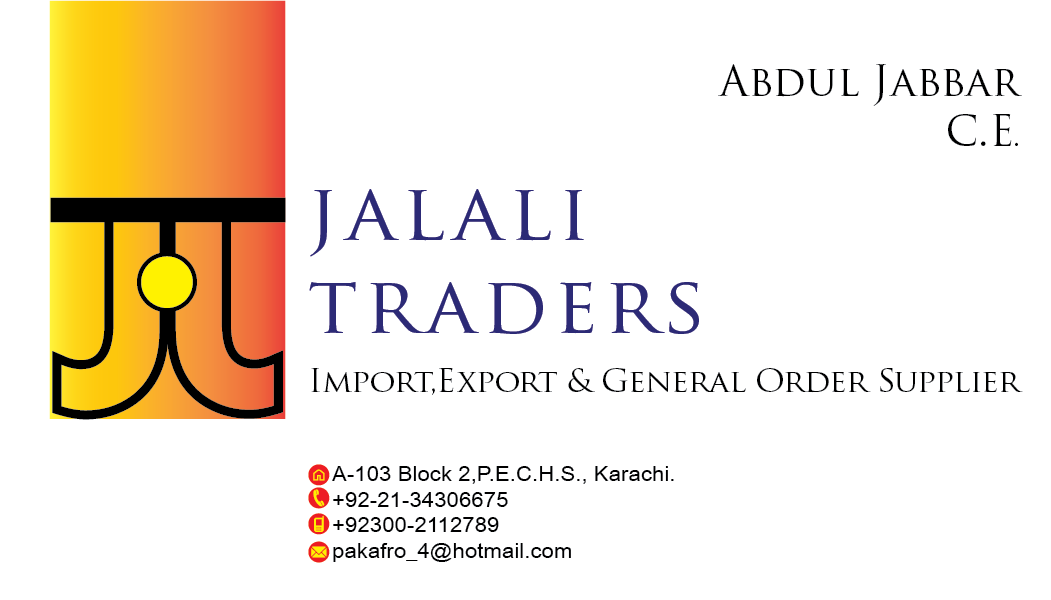 ABDUL JABBAR
C.E.
JALALI
TRADERS
IMPORT,EXPORT & GENERAL ORDER SUPPLIER
A-103 Block 2,P.E.C.H.S., Karachi.
+92-21-34306675
+92300-2112789
pakafro_4@hotmail.com